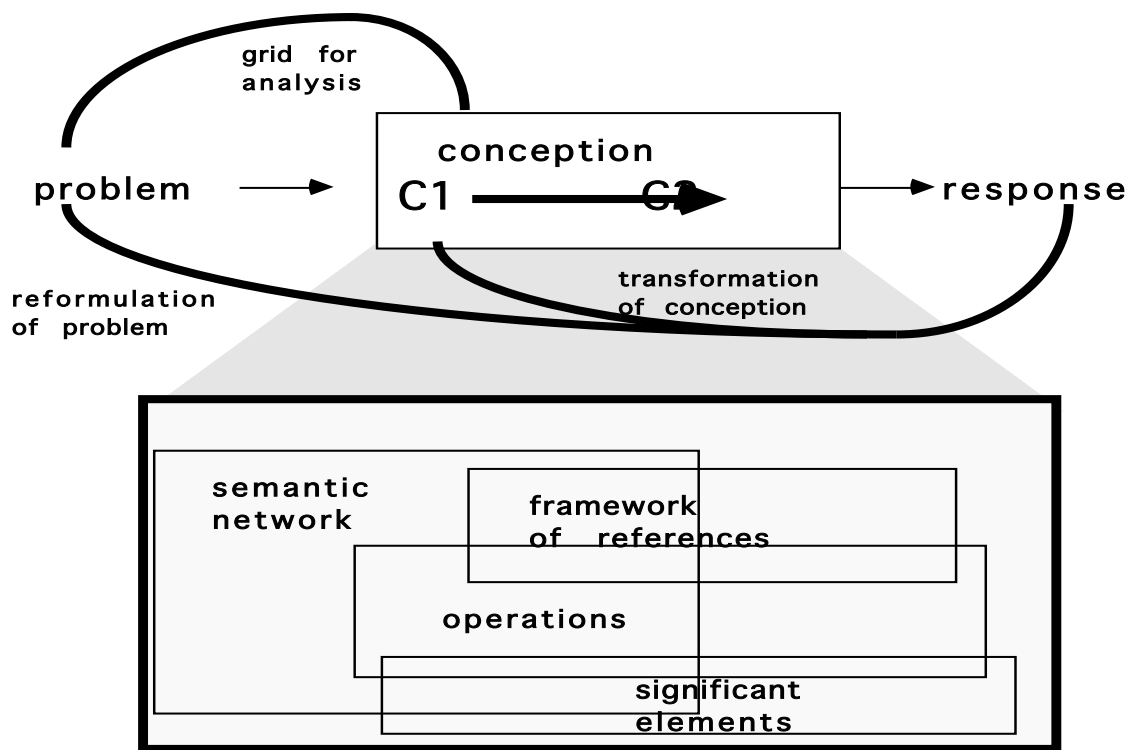 grid for
analysis
conception
problem
C1 C2
response
transformation
of conception
reformulation
of problem
semantic
network
framework
of references
operations
significant
elements